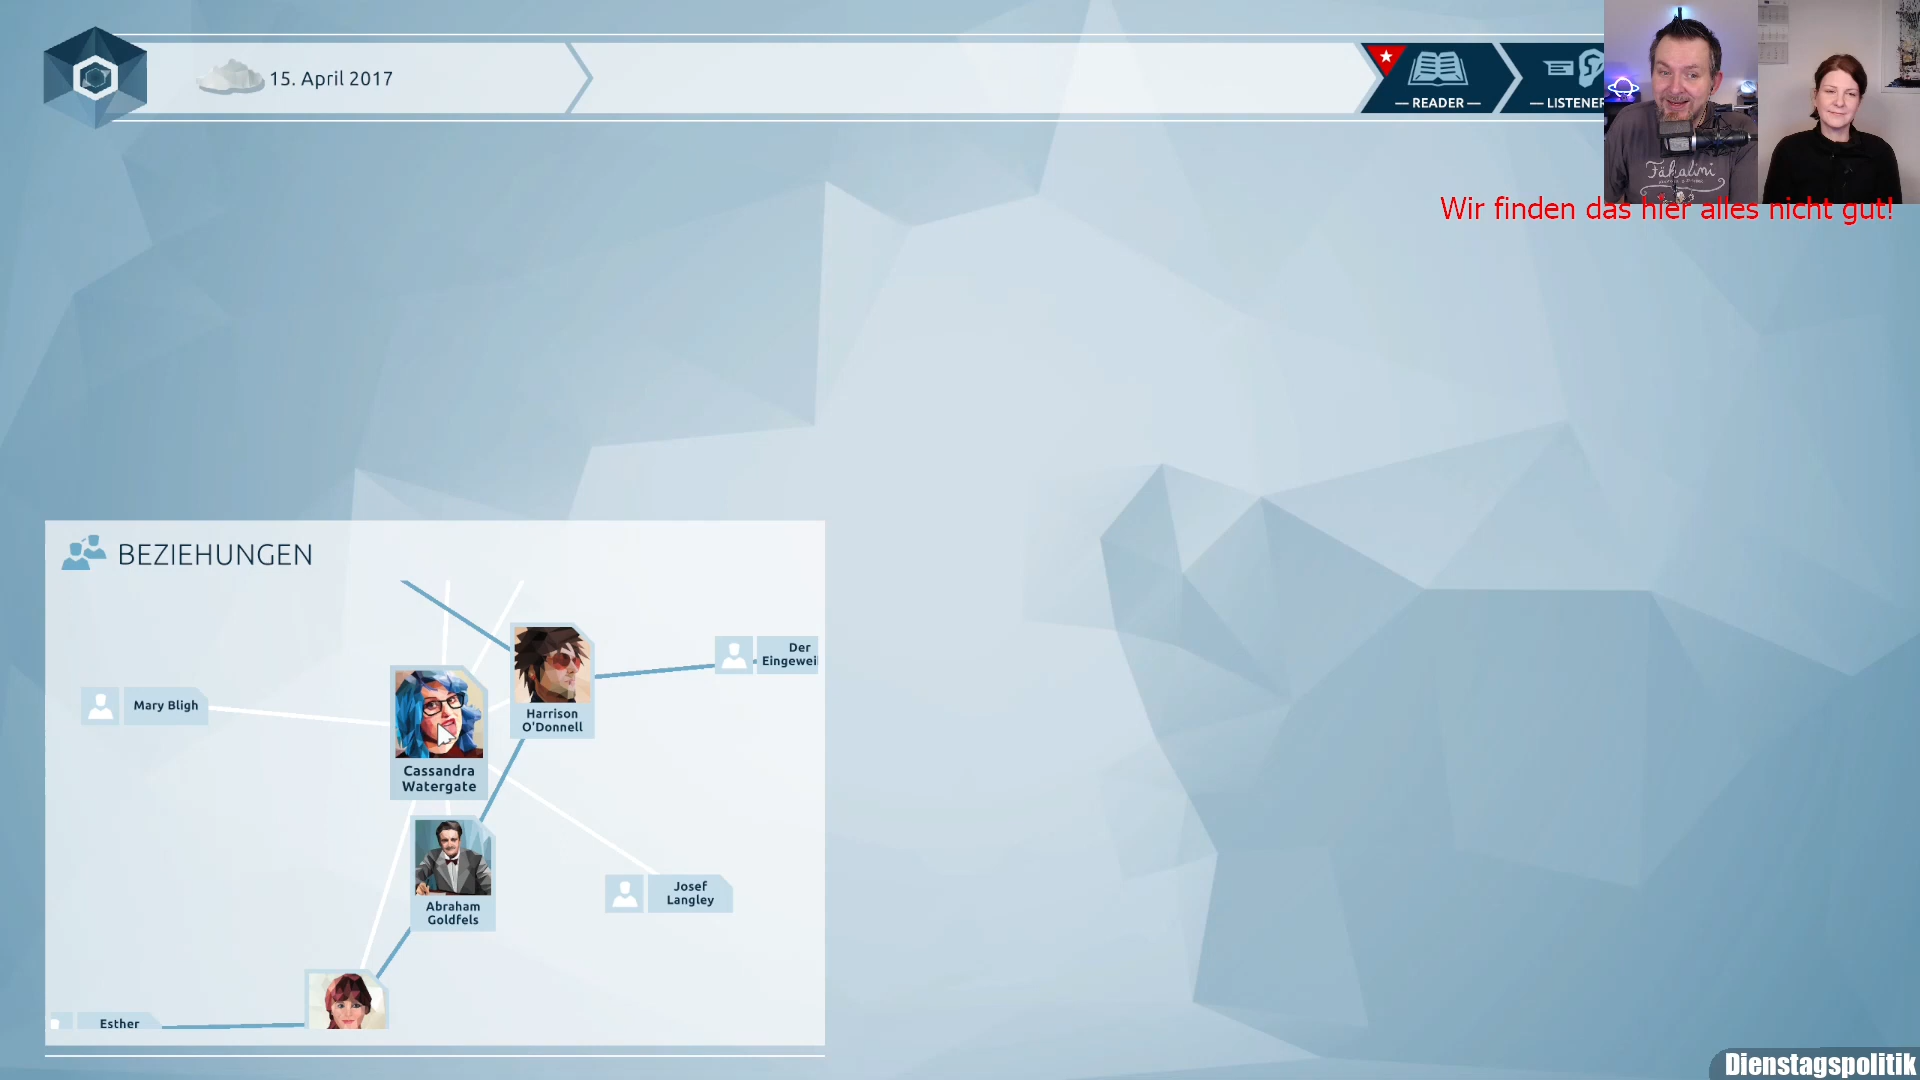 15. April 2017
— READER —
— LISTENER
Fäkalini
Wir finden das hier alles nicht gut!
BEZIEHUNGEN
Der
Eingewei
Mary Bligh
Harrison
O'Donnell
Cassandra
Watergate
Josef
Langley
Abraham
Goldfels
Esther
Dienstagspolitik